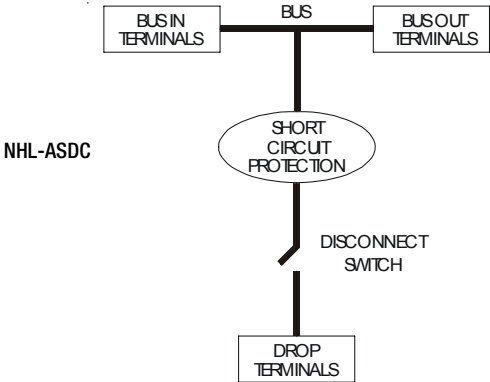 BUS IN
TERMINALS
BUS
BUS OUT
TERMINALS
NHL-ASDC
SHORT
CIRCUIT
PROTECTION
DISCONNECT
SWITCH
DROP
TERMINALS